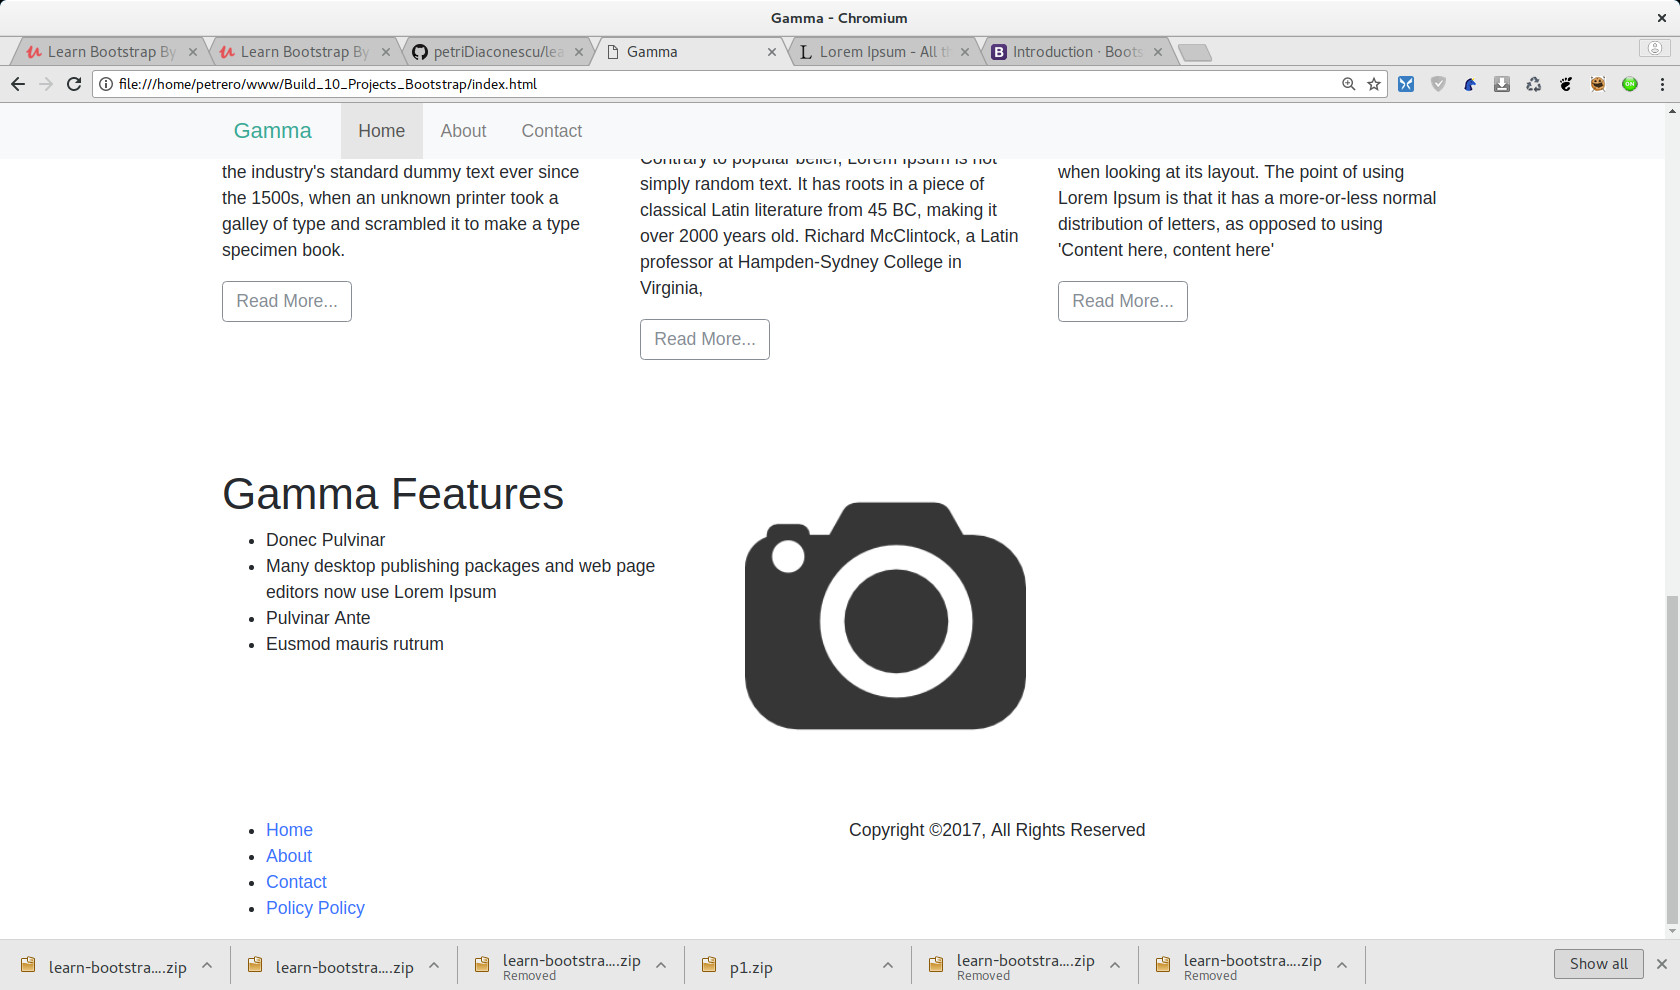 Gamma - Chromium
Learn Bootstrap By
Learn Bootstrap By
petriDiaconescu/lea
Gamma
Lorem Ipsum - All t
Introduction · Boots
file:///home/petrero/www/Build_10_Projects_Bootstrap/index.html
Gamma Home About Contact
the industry's standard dummy text ever since
the 1500s, when an unknown printer took a
galley of type and scrambled it to make a type
specimen book.
Read More...
Contrary to popular belief, Lorem Ipsum is not
simply random text. It has roots in a piece of
classical Latin literature from 45 BC, making it
over 2000 years old. Richard McClintock, a Latin
professor at Hampden-Sydney College in
Virginia,
Read More...
when looking at its layout. The point of using
Lorem Ipsum is that it has a more-or-less normal
distribution of letters, as opposed to using
'Content here, content here'
Read More...
Gamma Features
Donec Pulvinar
Many desktop publishing packages and web page
editors now use Lorem Ipsum
Pulvinar Ante
Eusmod mauris rutrum
Home
About
Contact
Policy Policy
Copyright ©2017, All Rights Reserved
learn-bootstra....zip
learn-bootstra....zip
learn-bootstra....zip
Removed
p1.zip
learn-bootstra....zip
Removed
learn-bootstra....zip
Removed
Show all